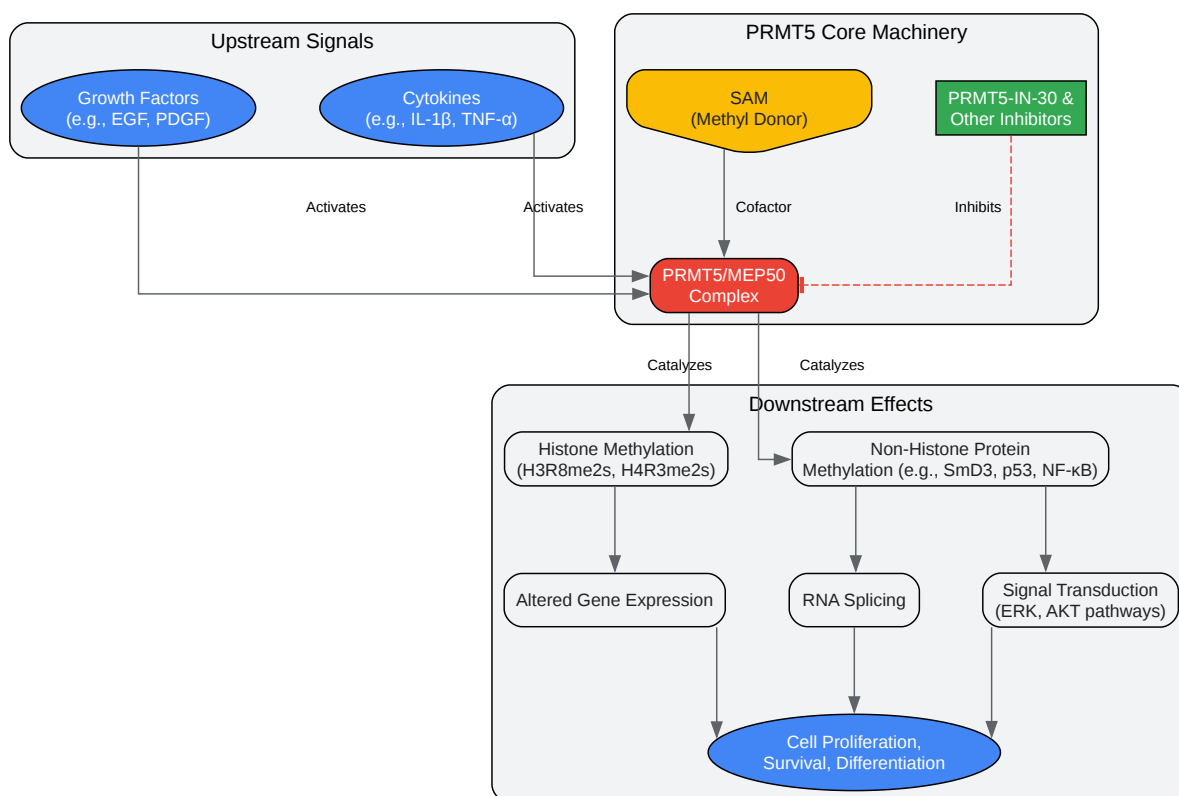 Upstream Signals
Growth Factors
(e.g., EGF, PDGF)
Cytokines
(e.g., IL-1β, TNF-α)
PRMT5 Core Machinery
SAM
(Methyl Donor)
PRMT5-IN-30 &
Other Inhibitors
Activates
Activates
Cofactor
Inhibits
PRMT5/MEP50
Complex
Catalyzes
Catalyzes
Downstream Effects
Histone Methylation
(H3R8me2s, H4R3me2s)
Non-Histone Protein
Methylation (e.g., SmD3, p53, NF-κB)
Altered Gene Expression
RNA Splicing
Signal Transduction
(ERK, AKT pathways)
Cell Proliferation,
Survival, Differentiation